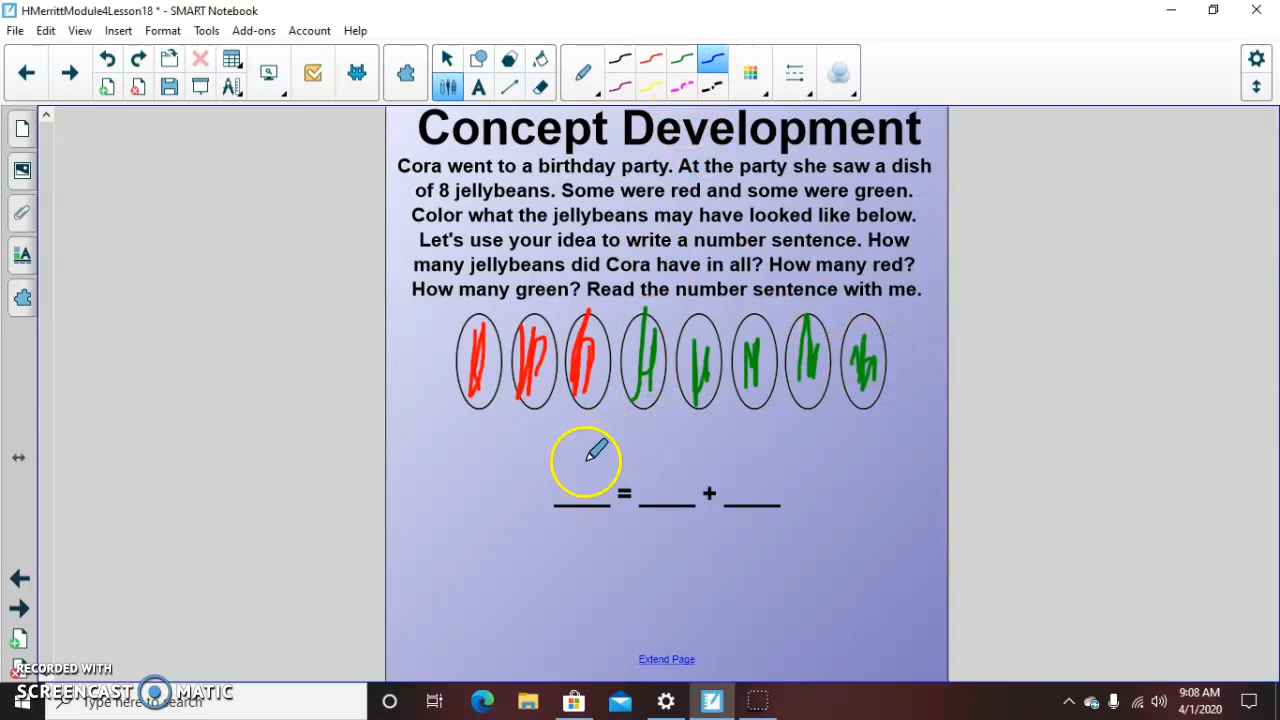 HMerrittModule4Lesson18 * - SMART Notebook
File Edit View Insert Format Tools Add-ons Account Help
Concept Development
Cora went to a birthday party. At the party she saw a dish
of 8 jellybeans. Some were red and some were green.
Color what the jellybeans may have looked like below.
Let's use your idea to write a number sentence. How
many jellybeans did Cora have in all? How many red?
How many green? Read the number sentence with me.
____ = ____ + ____
Extend Page
RECORDED WITH
SCREENCAST MATIC
Type here to search
9:08 AM
4/1/2020